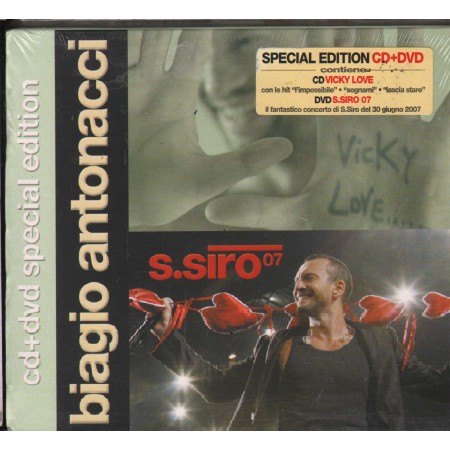 cd+dvd special edition
biagio antonacci
SPECIAL EDITION CD+DVD
contiene:
CD VICKY LOVE
con le hit "l'impossibile" • "sognami" • "lascia stare"
DVD S.SIRO 07
il fantastico concerto di S.Siro del 30 giugno 2007
Vicky
LOVE.....
s.siro 07